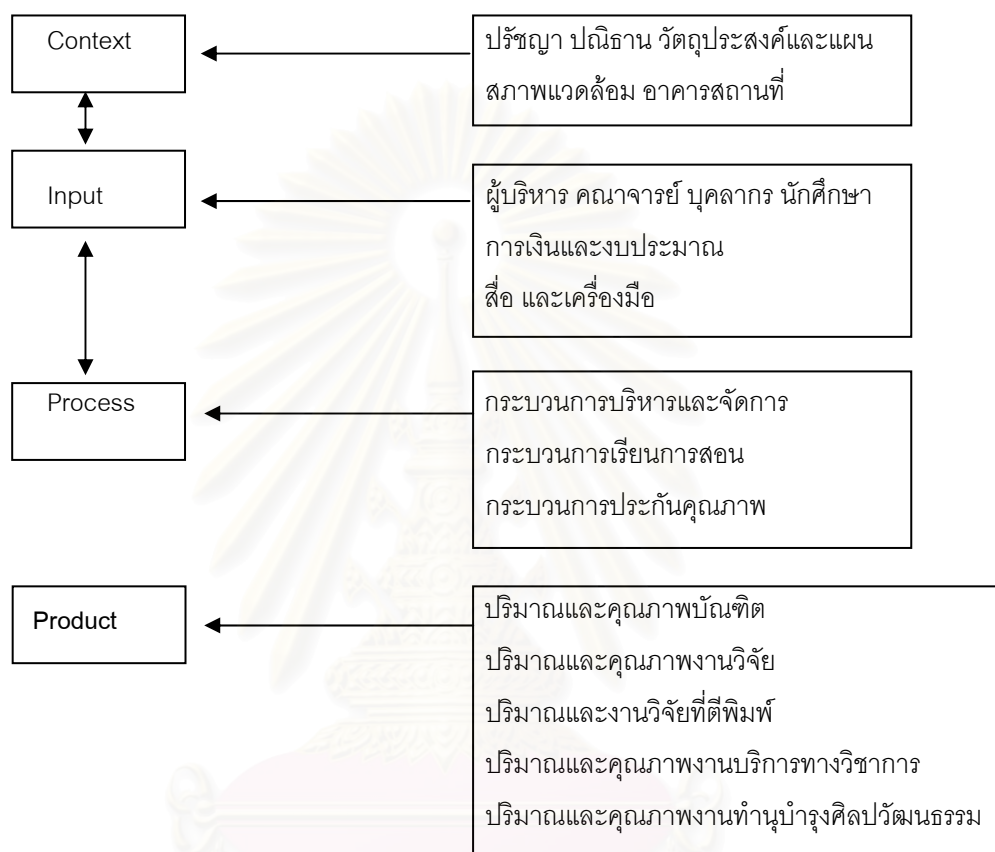 Context
ปรัชญา ปณิธาน วัตถุประสงค์และแผน
สภาพแวดล้อม อาคารสถานที่
Input
ผู้บริหาร คณาจารย์ บุคลากร นักศึกษา
การเงินและงบประมาณ
สื่อ และเครื่องมือ
Process
กระบวนการบริหารและจัดการ
กระบวนการเรียนการสอน
กระบวนการประกันคุณภาพ
Product
ปริมาณและคุณภาพบัณฑิต
ปริมาณและคุณภาพงานวิจัย
ปริมาณและงานวิจัยที่ตีพิมพ์
ปริมาณและคุณภาพงานบริการทางวิชาการ
ปริมาณและคุณภาพงานทำนุบำรุงศิลปวัฒนธรรม